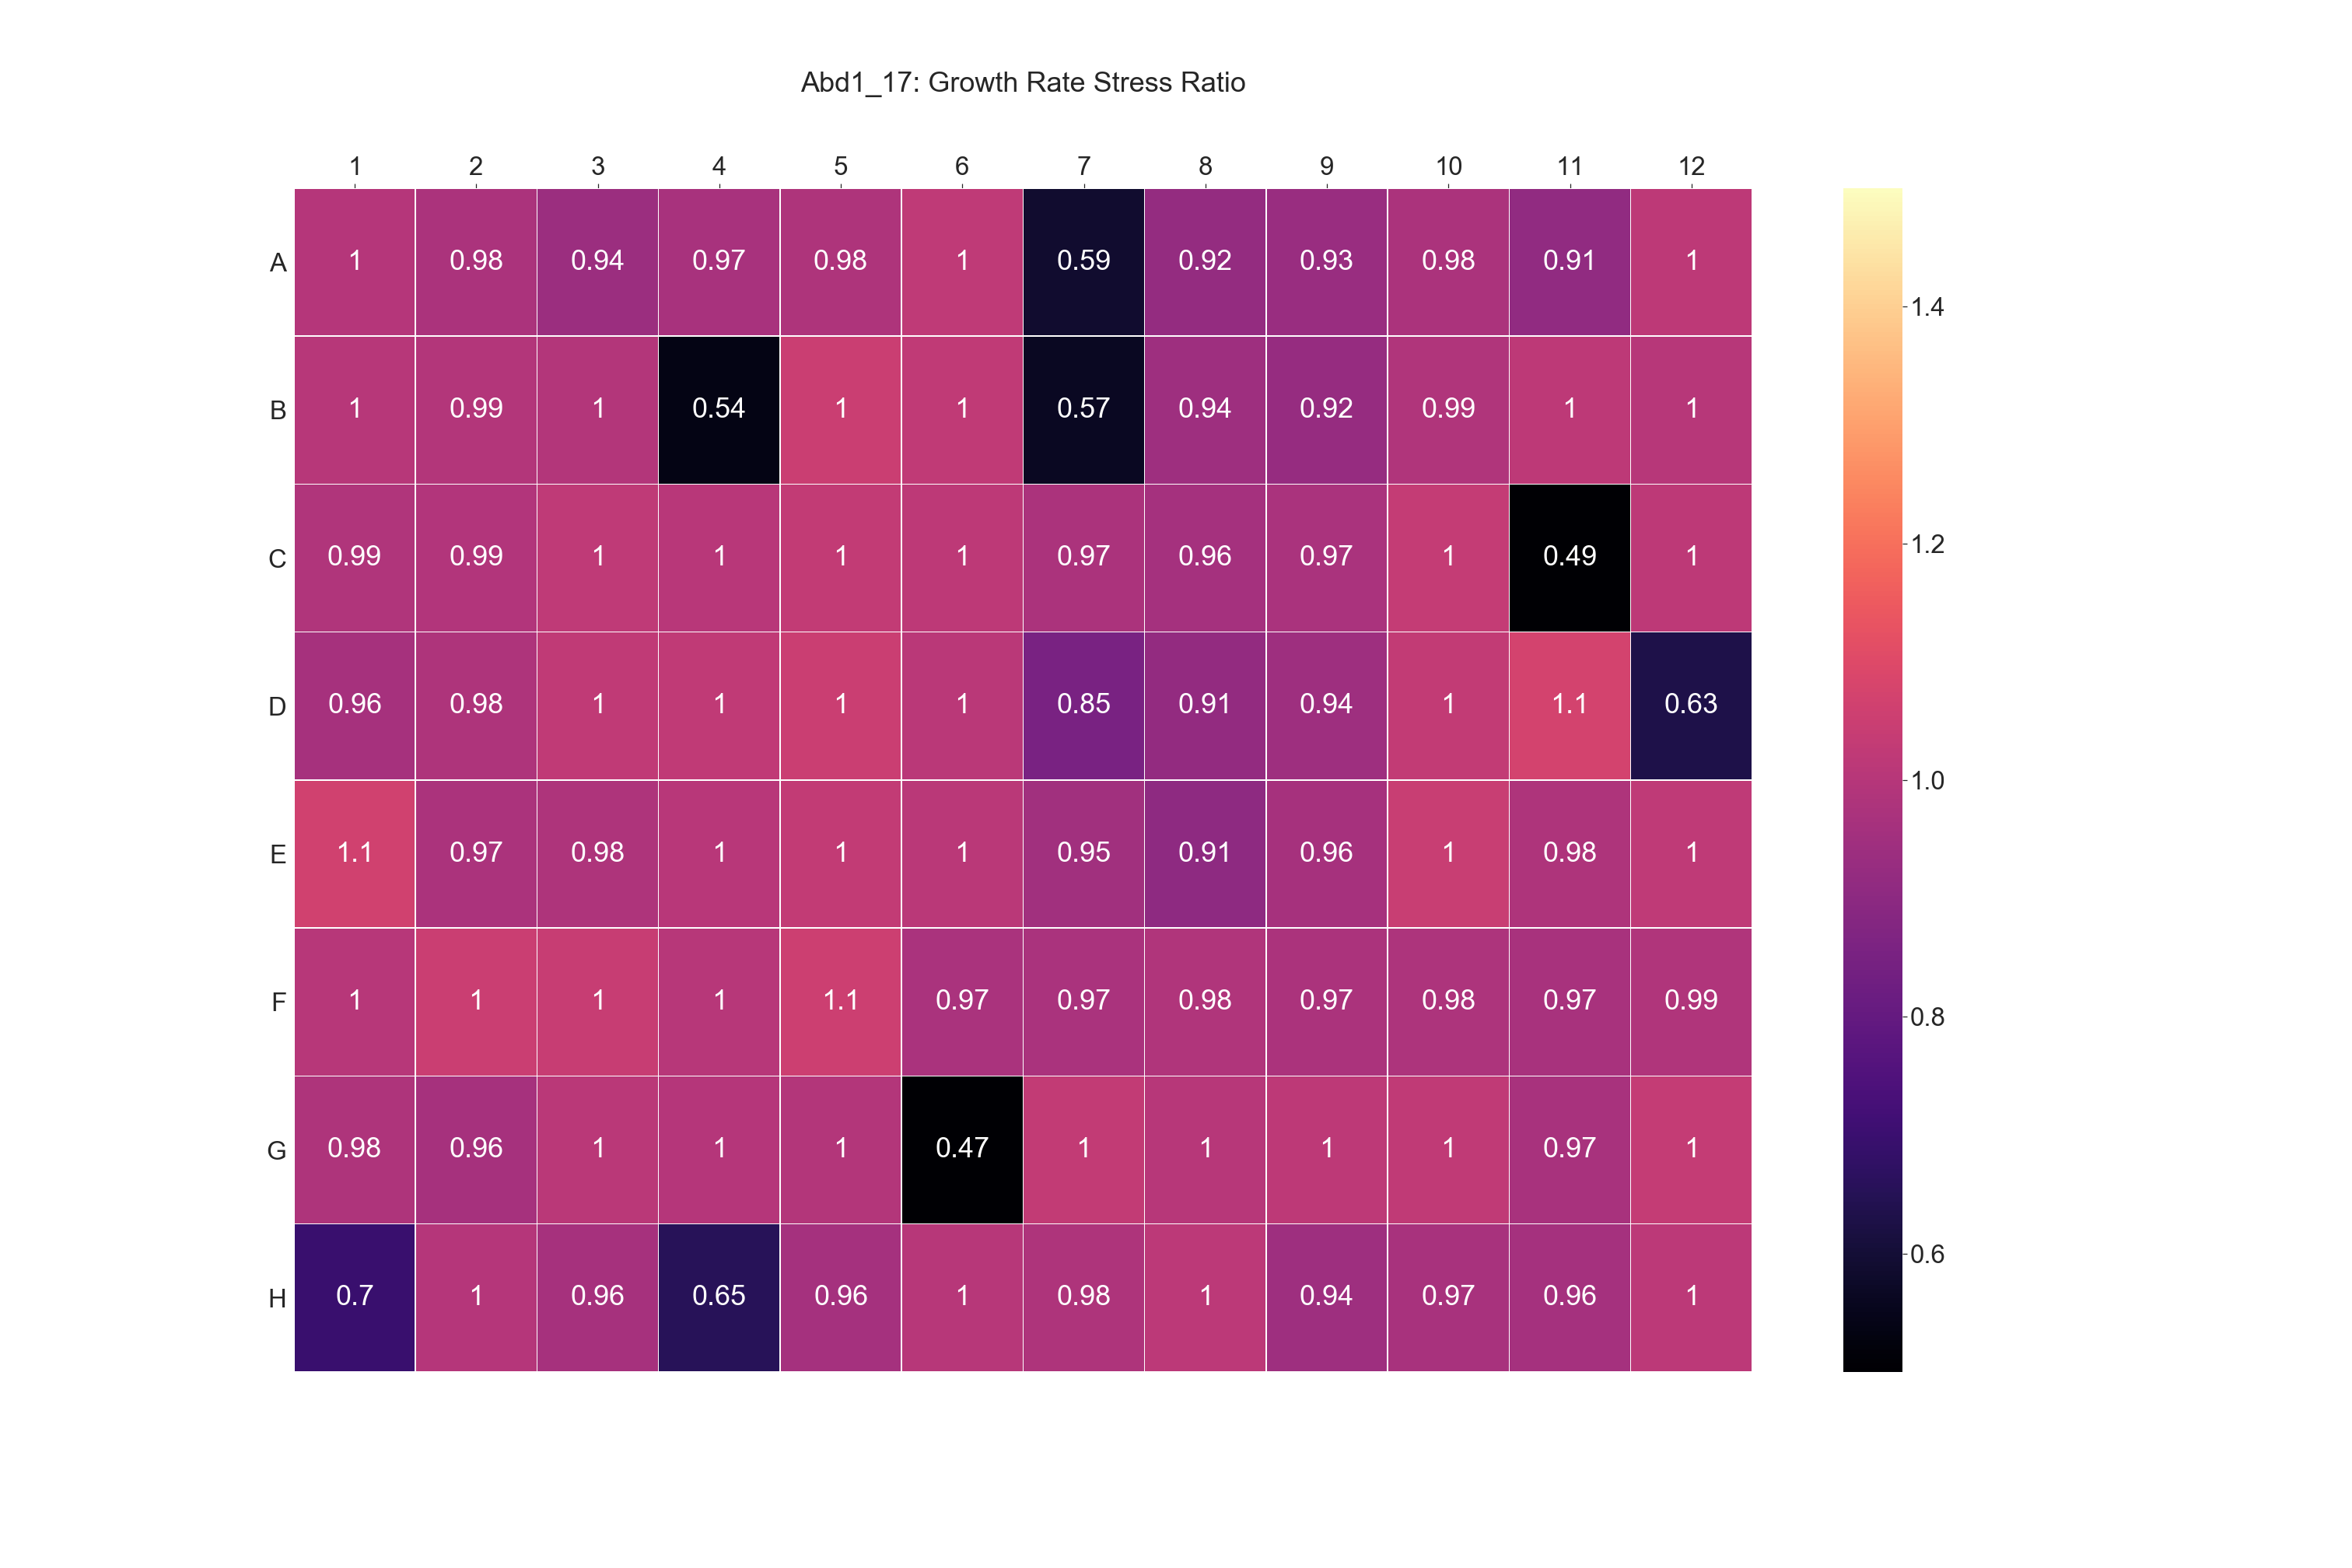 Abd1_17: Growth Rate Stress Ratio
1 2 3 4 5 6 7 8 9 10 11 12
A 1 0.98 0.94 0.97 0.98 1 0.59 0.92 0.93 0.98 0.91 1
B 1 0.99 1 0.54 1 1 0.57 0.94 0.92 0.99 1 1
C 0.99 0.99 1 1 1 1 0.97 0.96 0.97 1 0.49 1
D 0.96 0.98 1 1 1 1 0.85 0.91 0.94 1 1.1 0.63
E 1.1 0.97 0.98 1 1 1 0.95 0.91 0.96 1 0.98 1
F 1 1 1 1 1.1 0.97 0.97 0.98 0.97 0.98 0.97 0.99
G 0.98 0.96 1 1 1 0.47 1 1 1 1 0.97 1
H 0.7 1 0.96 0.65 0.96 1 0.98 1 0.94 0.97 0.96 1
1.4
1.2
1.0
0.8
0.6